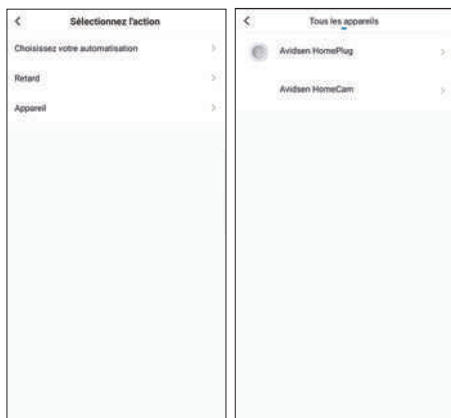 Sélectionnez l'action
Choisissez votre automatisation
Retard
Appareil
Tous les appareils
Avidsen HomePlug
Avidsen HomeCam